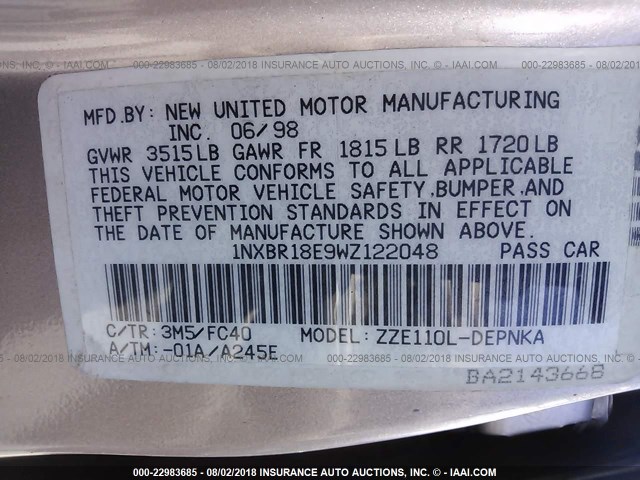 000-22983685 - 08/02/2018 INSURANCE AUTO AUCTIONS, INC. - © IAAI.COM
MFD.BY: NEW UNITED MOTOR MANUFACTURING
INC. 06/98
GVWR 3515LB GAWR FR 1815LB RR 1720LB
THIS VEHICLE CONFORMS TO ALL APPLICABLE
FEDERAL MOTOR VEHICLE SAFETY,BUMPER,AND
THEFT PREVENTION STANDARDS IN EFFECT ON
THE DATE OF MANUFACTURE SHOWN ABOVE.
1NXBR18E9WZ122048 PASS CAR
C/TR: 3M5/FC40 MODEL: ZZE110L-DEPNKA
A/TM: -01A/A245E
BA2143668
000-22983685 - 08/02/2018 INSURANCE AUTO AUCTIONS, INC. - © IAAI.COM